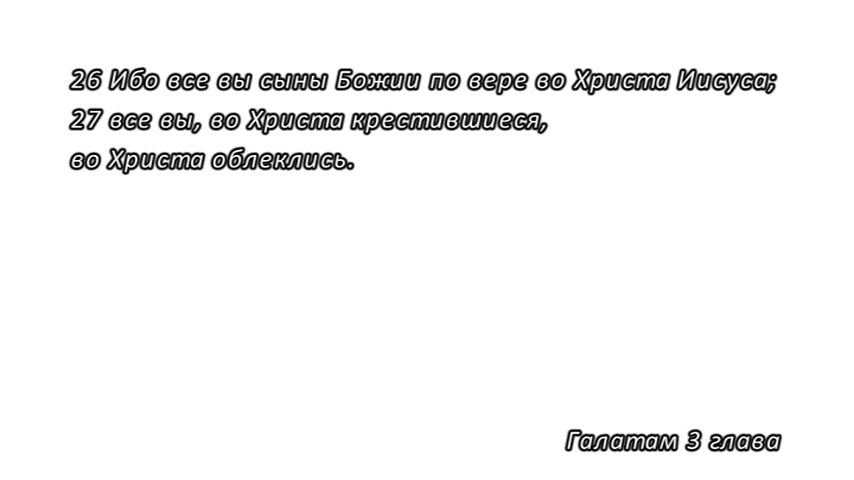 26 Ибо все вы сыны Божии по вере во Христа Иисуса;
27 все вы, во Христа крестившиеся,
во Христа облеклись.
Галатам 3 глава